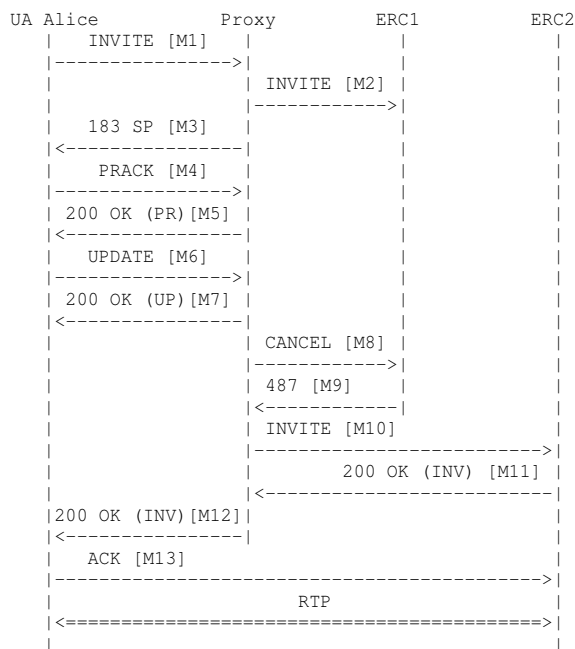 UA Alice Proxy ERC1 ERC2
INVITE [M1]
INVITE [M2]
183 SP [M3]
PRACK [M4]
200 OK (PR)[M5]
UPDATE [M6]
200 OK (UP)[M7]
CANCEL [M8]
487 [M9]
INVITE [M10]
200 OK (INV) [M11]
200 OK (INV)[M12]
ACK [M13]
RTP